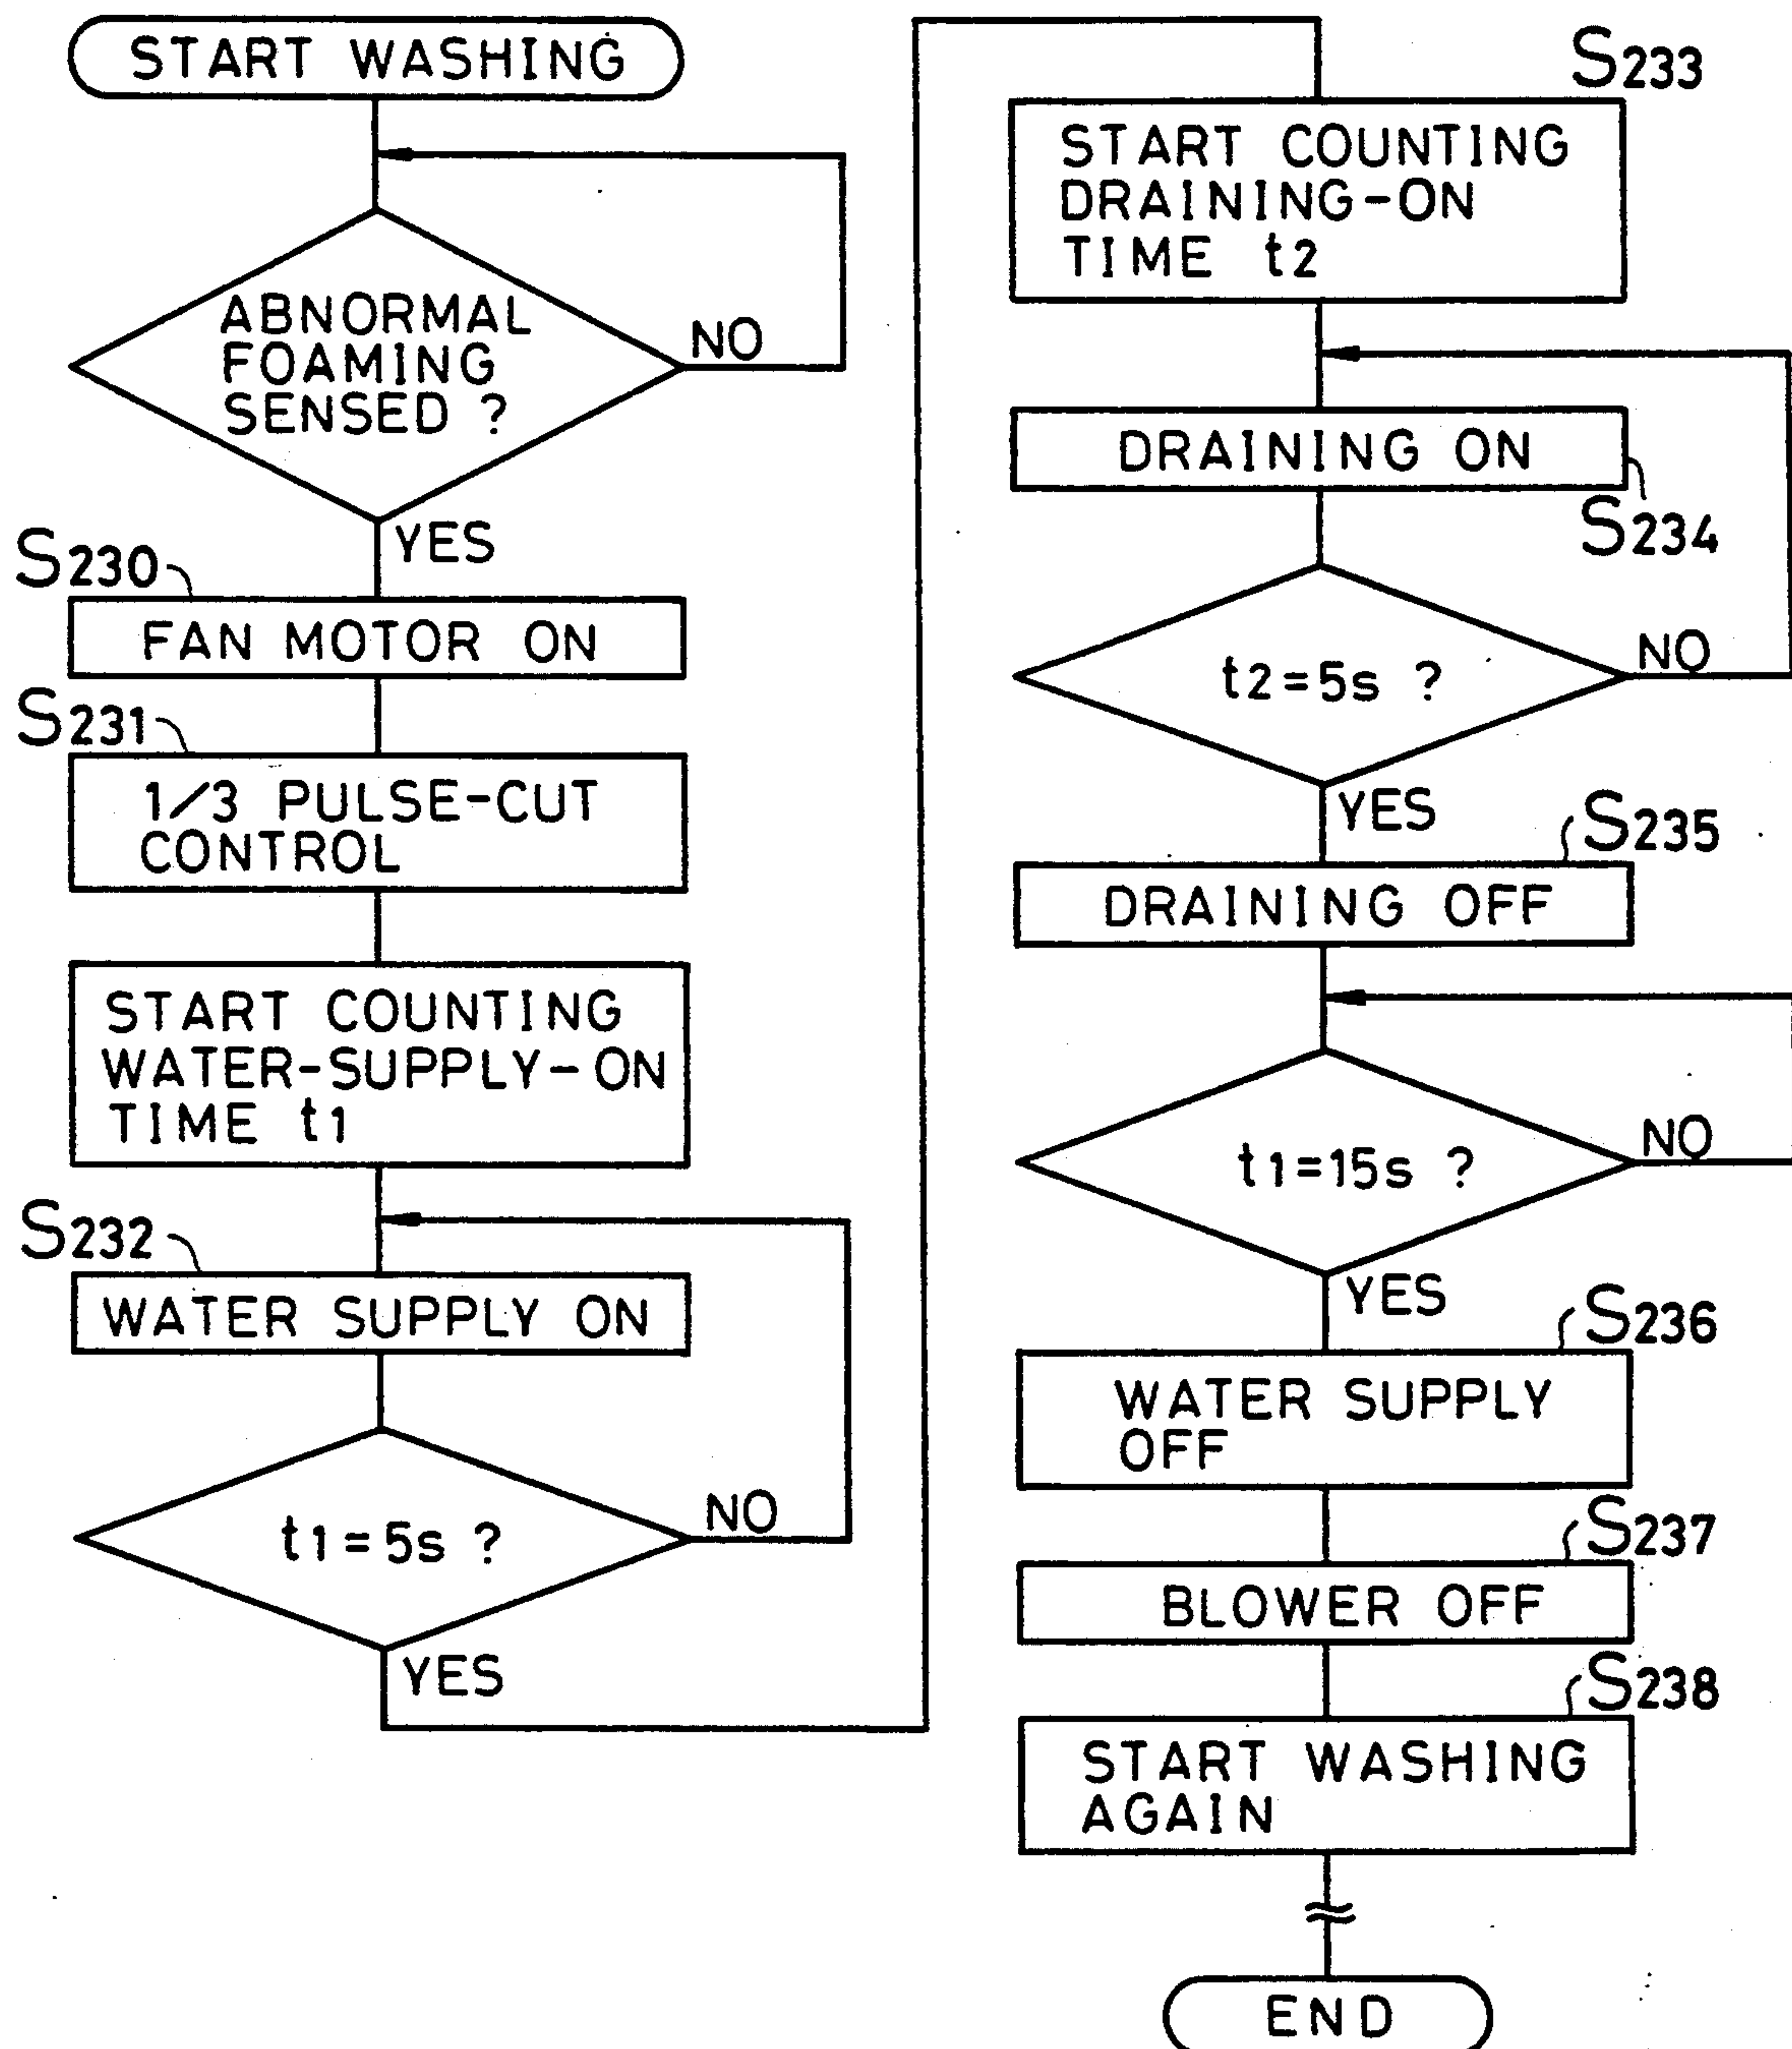 START WASHING
ABNORMAL
FOAMING
SENSED ?
NO
YES
S230
FAN MOTOR ON
S231
1/3 PULSE-CUT
CONTROL
START COUNTING
WATER-SUPPLY-ON
TIME t1
S232
WATER SUPPLY ON
t1=5s ?
NO
YES
S233
START COUNTING
DRAINING-ON
TIME t2
DRAINING ON
S234
t2=5s ?
NO
YES
S235
DRAINING OFF
t1=15s ?
NO
YES
S236
WATER SUPPLY
OFF
S237
BLOWER OFF
S238
START WASHING
AGAIN
END